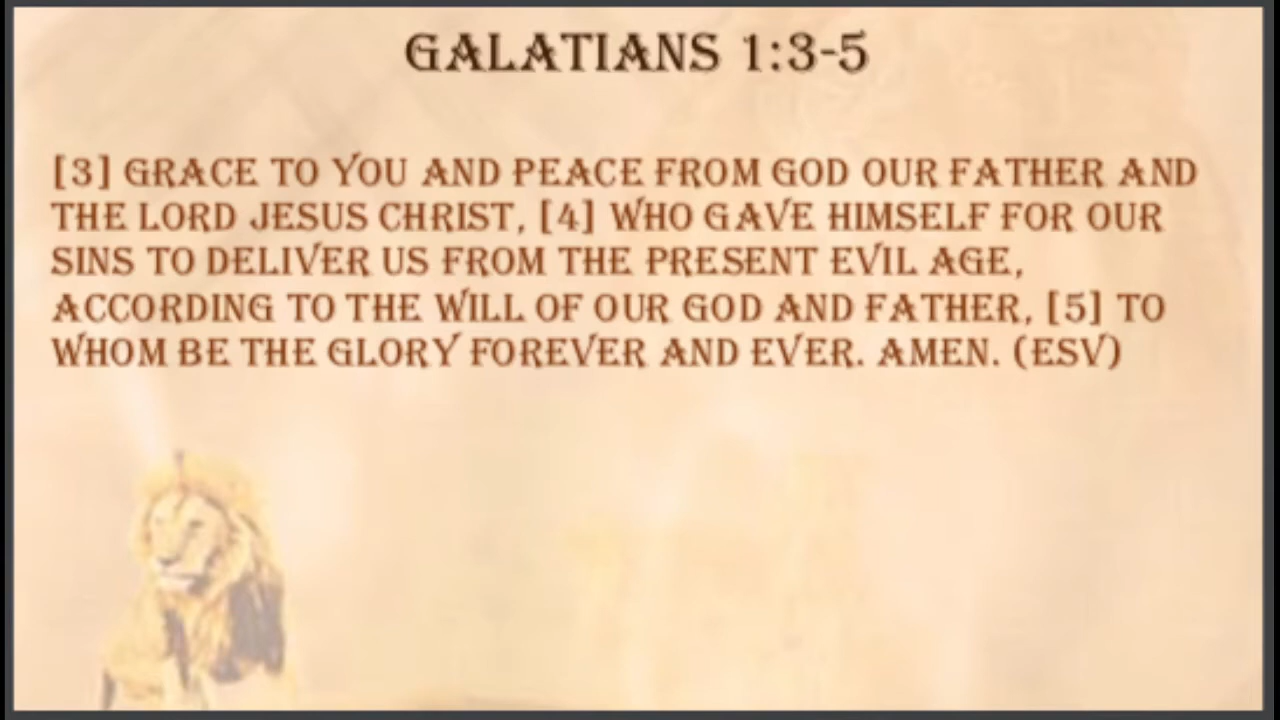 GALATIANS 1:3-5
[3] GRACE TO YOU AND PEACE FROM GOD OUR FATHER AND
THE LORD JESUS CHRIST, [4] WHO GAVE HIMSELF FOR OUR
SINS TO DELIVER US FROM THE PRESENT EVIL AGE,
ACCORDING TO THE WILL OF OUR GOD AND FATHER, [5] TO
WHOM BE THE GLORY FOREVER AND EVER. AMEN. (ESV)